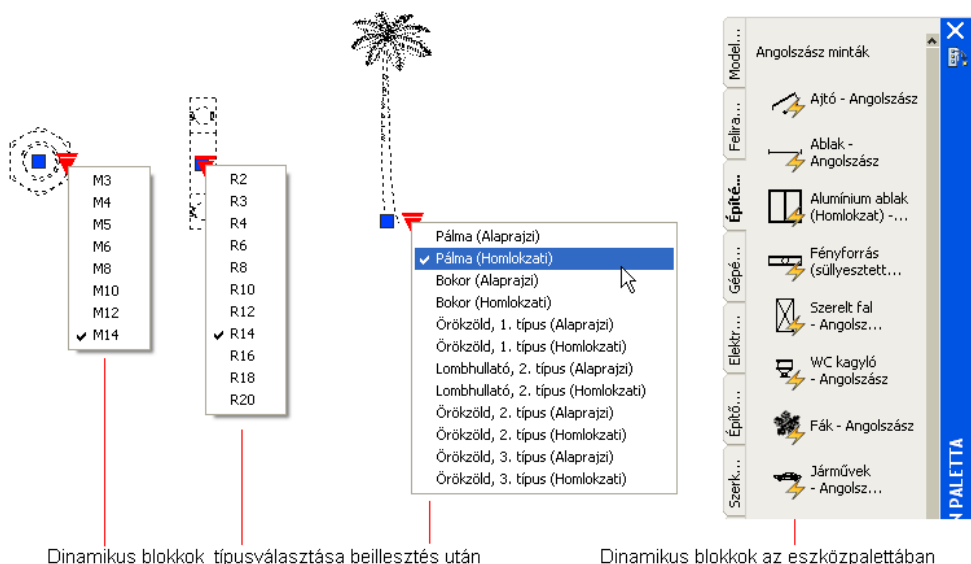 M3
M4
M5
M6
M8
M10
M12
M14
R2
R3
R4
R6
R8
R10
R12
R14
R16
R18
R20
Pálma (Alaprajzi)
Pálma (Homlokzati)
Bokor (Alaprajzi)
Bokor (Homlokzati)
Örökzöld, 1. típus (Alaprajzi)
Örökzöld, 1. típus (Homlokzati)
Lombhullató, 2. típus (Alaprajzi)
Lombhullató, 2. típus (Homlokzati)
Örökzöld, 2. típus (Alaprajzi)
Örökzöld, 2. típus (Homlokzati)
Örökzöld, 3. típus (Alaprajzi)
Örökzöld, 3. típus (Homlokzati)
Model...
Felira...
Építé...
Gépé...
Elektr...
Építő...
Szerk...
Angolszász minták
Ajtó - Angolszász
Ablak -
Angolszász
Alumínium ablak
(Homlokzat) -...
Fényforrás
(süllyesztett...
Szerelt fal
- Angolsz...
WC kagyló
- Angolszász
Fák - Angolszász
Járművek
- Angolsz...
N PALETTA
Dinamikus blokkok típusválasztása beillesztés után
Dinamikus blokkok az eszközpalettában